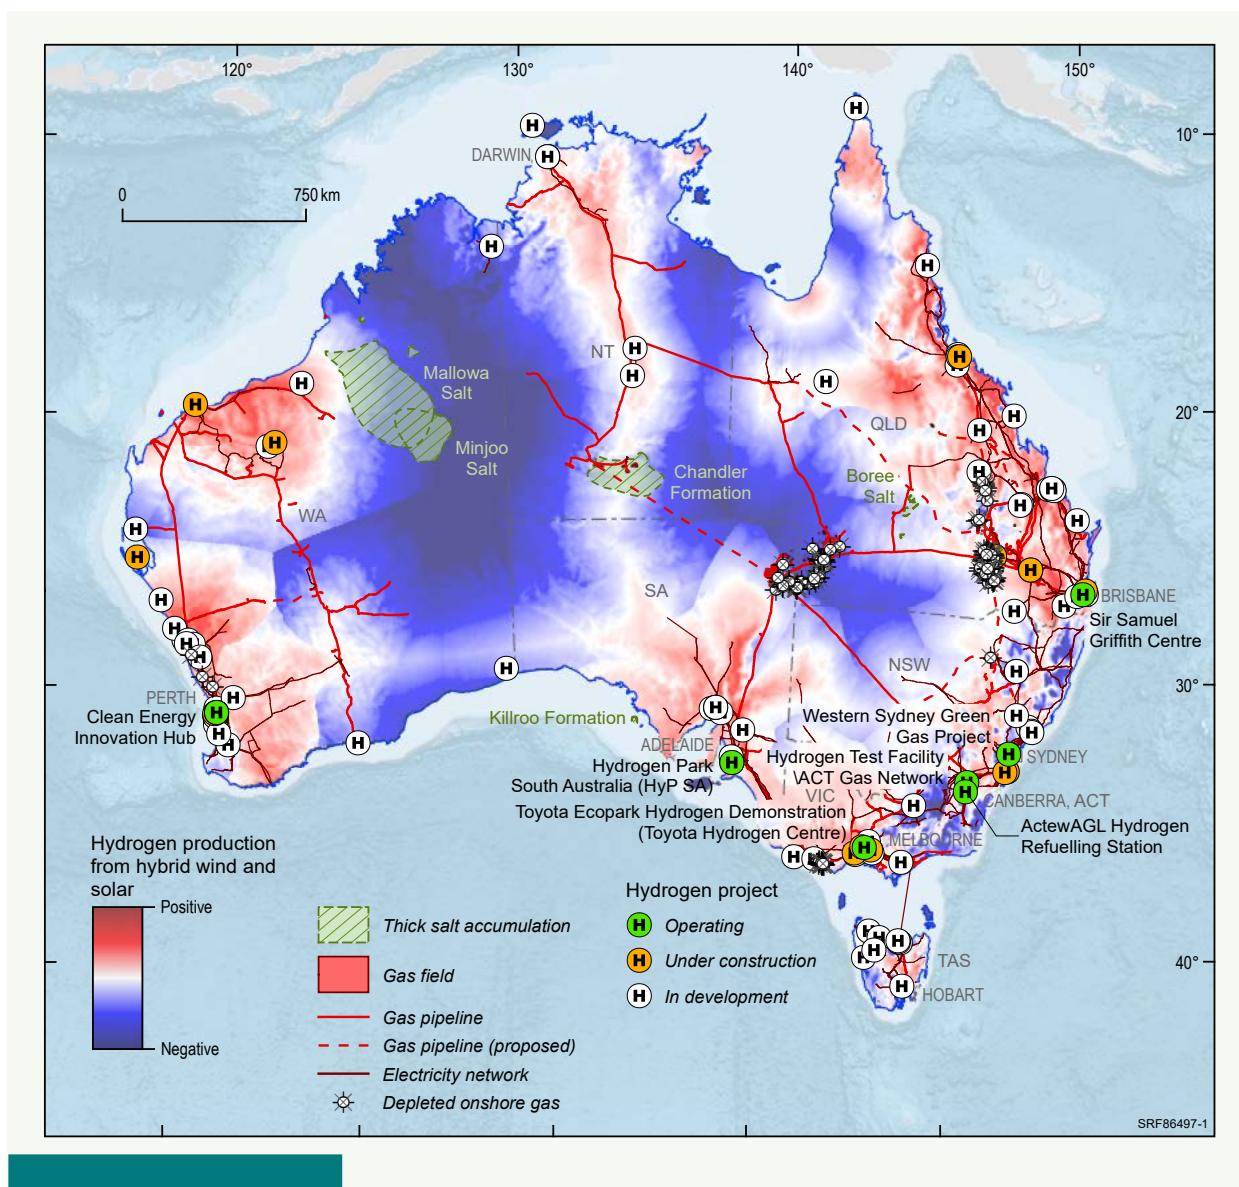 120°
130°
140°
150°
10°
20°
30°
40°
0
750 km
DARWIN
NT
Mallowa
Salt
Minjoo
Salt
Chandler
Formation
QLD
Boree
Salt
WA
SA
BRISBANE
Sir Samuel
Griffith Centre
NSW
PERTH
Clean Energy
Innovation Hub
Killroo Formation
ADELAIDE
Hydrogen Park
South Australia (HyP SA)
Western Sydney Green
Gas Project
Hydrogen Test Facility
\ACT Gas Network
SYDNEY
VIC
CANBERRA, ACT
Toyota Ecopark Hydrogen Demonstration
(Toyota Hydrogen Centre)
MELBOURNE
ActewAGL Hydrogen
Refuelling Station
TAS
HOBART
Hydrogen production
from hybrid wind and
solar
Positive
Negative
Thick salt accumulation
Gas field
Gas pipeline
Gas pipeline (proposed)
Electricity network
Depleted onshore gas
Hydrogen project
H Operating
H Under construction
H In development
SRF86497-1